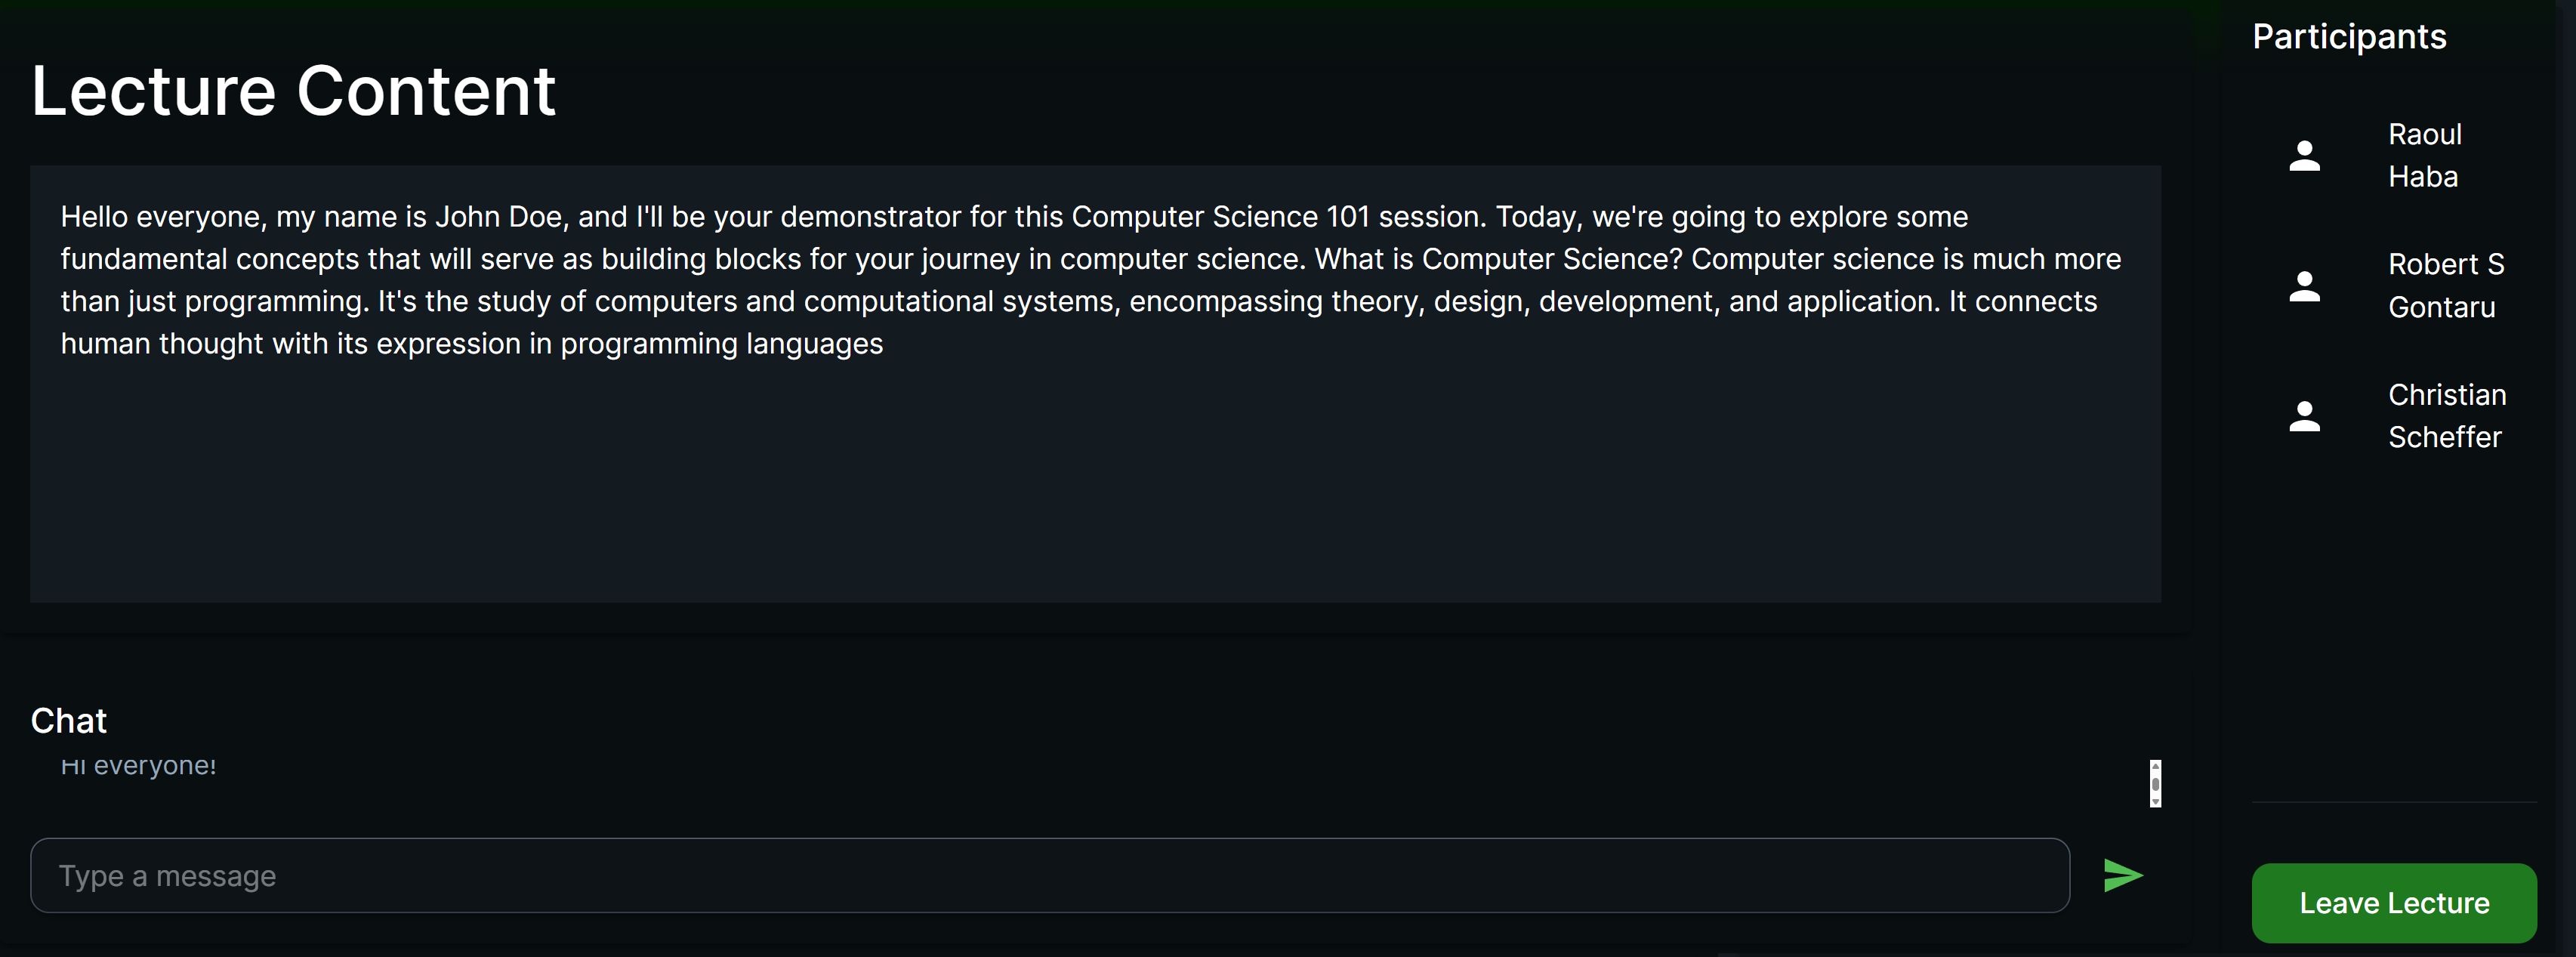 Lecture Content
Hello everyone, my name is John Doe, and I'll be your demonstrator for this Computer Science 101 session. Today, we're going to explore some
fundamental concepts that will serve as building blocks for your journey in computer science. What is Computer Science? Computer science is much more
than just programming. It's the study of computers and computational systems, encompassing theory, design, development, and application. It connects
human thought with its expression in programming languages
Chat
Hi everyone!
Type a message
Participants
Raoul
Haba
Robert S
Gontaru
Christian
Scheffer
Leave Lecture